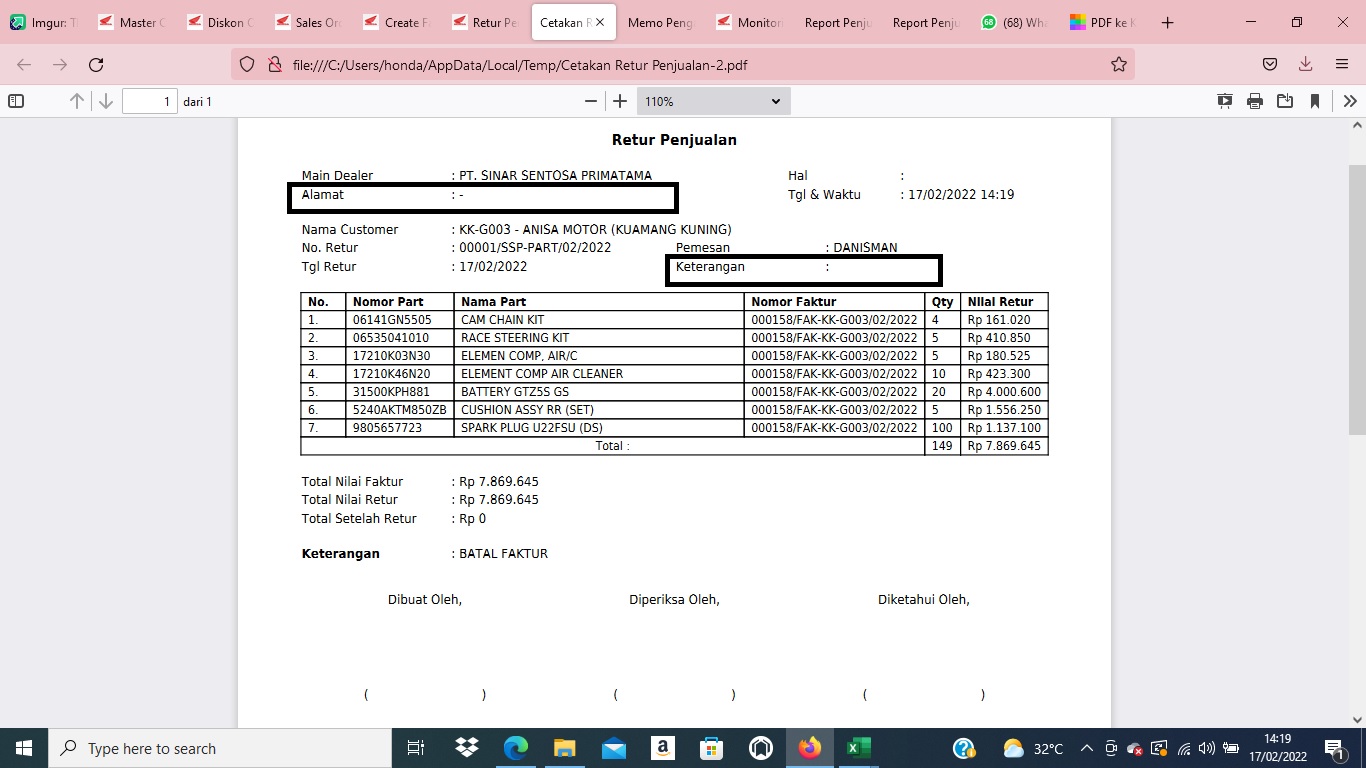 Imgur: T
Master C
Diskon C
Sales Or
Create F
Retur Pe
Cetakan R
Memo Peng
Monitori
Report Penju
Report Penju
68
(68) Wha
PDF ke K
file:///C:/Users/honda/AppData/Local/Temp/Cetakan Retur Penjualan-2.pdf
1 dari 1
110%
Retur Penjualan
Main Dealer : PT. SINAR SENTOSA PRIMATAMA Hal :
Alamat : - Tgl & Waktu : 17/02/2022 14:19
Nama Customer : KK-G003 - ANISA MOTOR (KUAMANG KUNING)
No. Retur : 00001/SSP-PART/02/2022 Pemesan : DANISMAN
Tgl Retur : 17/02/2022 Keterangan :
No. Nomor Part Nama Part Nomor Faktur Qty Nilai Retur
1. 06141GN5505 CAM CHAIN KIT 000158/FAK-KK-G003/02/2022 4 Rp 161.020
2. 06535041010 RACE STEERING KIT 000158/FAK-KK-G003/02/2022 5 Rp 410.850
3. 17210K03N30 ELEMEN COMP, AIR/C 000158/FAK-KK-G003/02/2022 5 Rp 180.525
4. 17210K46N20 ELEMENT COMP AIR CLEANER 000158/FAK-KK-G003/02/2022 10 Rp 423.300
5. 31500KPH881 BATTERY GTZ5S GS 000158/FAK-KK-G003/02/2022 20 Rp 4.000.600
6. 5240AKTM850ZB CUSHION ASSY RR (SET) 000158/FAK-KK-G003/02/2022 5 Rp 1.556.250
7. 9805657723 SPARK PLUG U22FSU (DS) 000158/FAK-KK-G003/02/2022 100 Rp 1.137.100
Total : 149 Rp 7.869.645
Total Nilai Faktur : Rp 7.869.645
Total Nilai Retur : Rp 7.869.645
Total Setelah Retur : Rp 0
Keterangan : BATAL FAKTUR
Dibuat Oleh, Diperiksa Oleh, Diketahui Oleh,
( ) ( ) ( )
Type here to search
32°C
14:19
17/02/2022
1